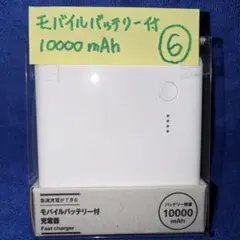 モバイルバッテリー付
10000mAh
⑥
急速充電ができる
モバイルバッテリー付
充電器
Fast charger
バッテリー容量
10000
mAh